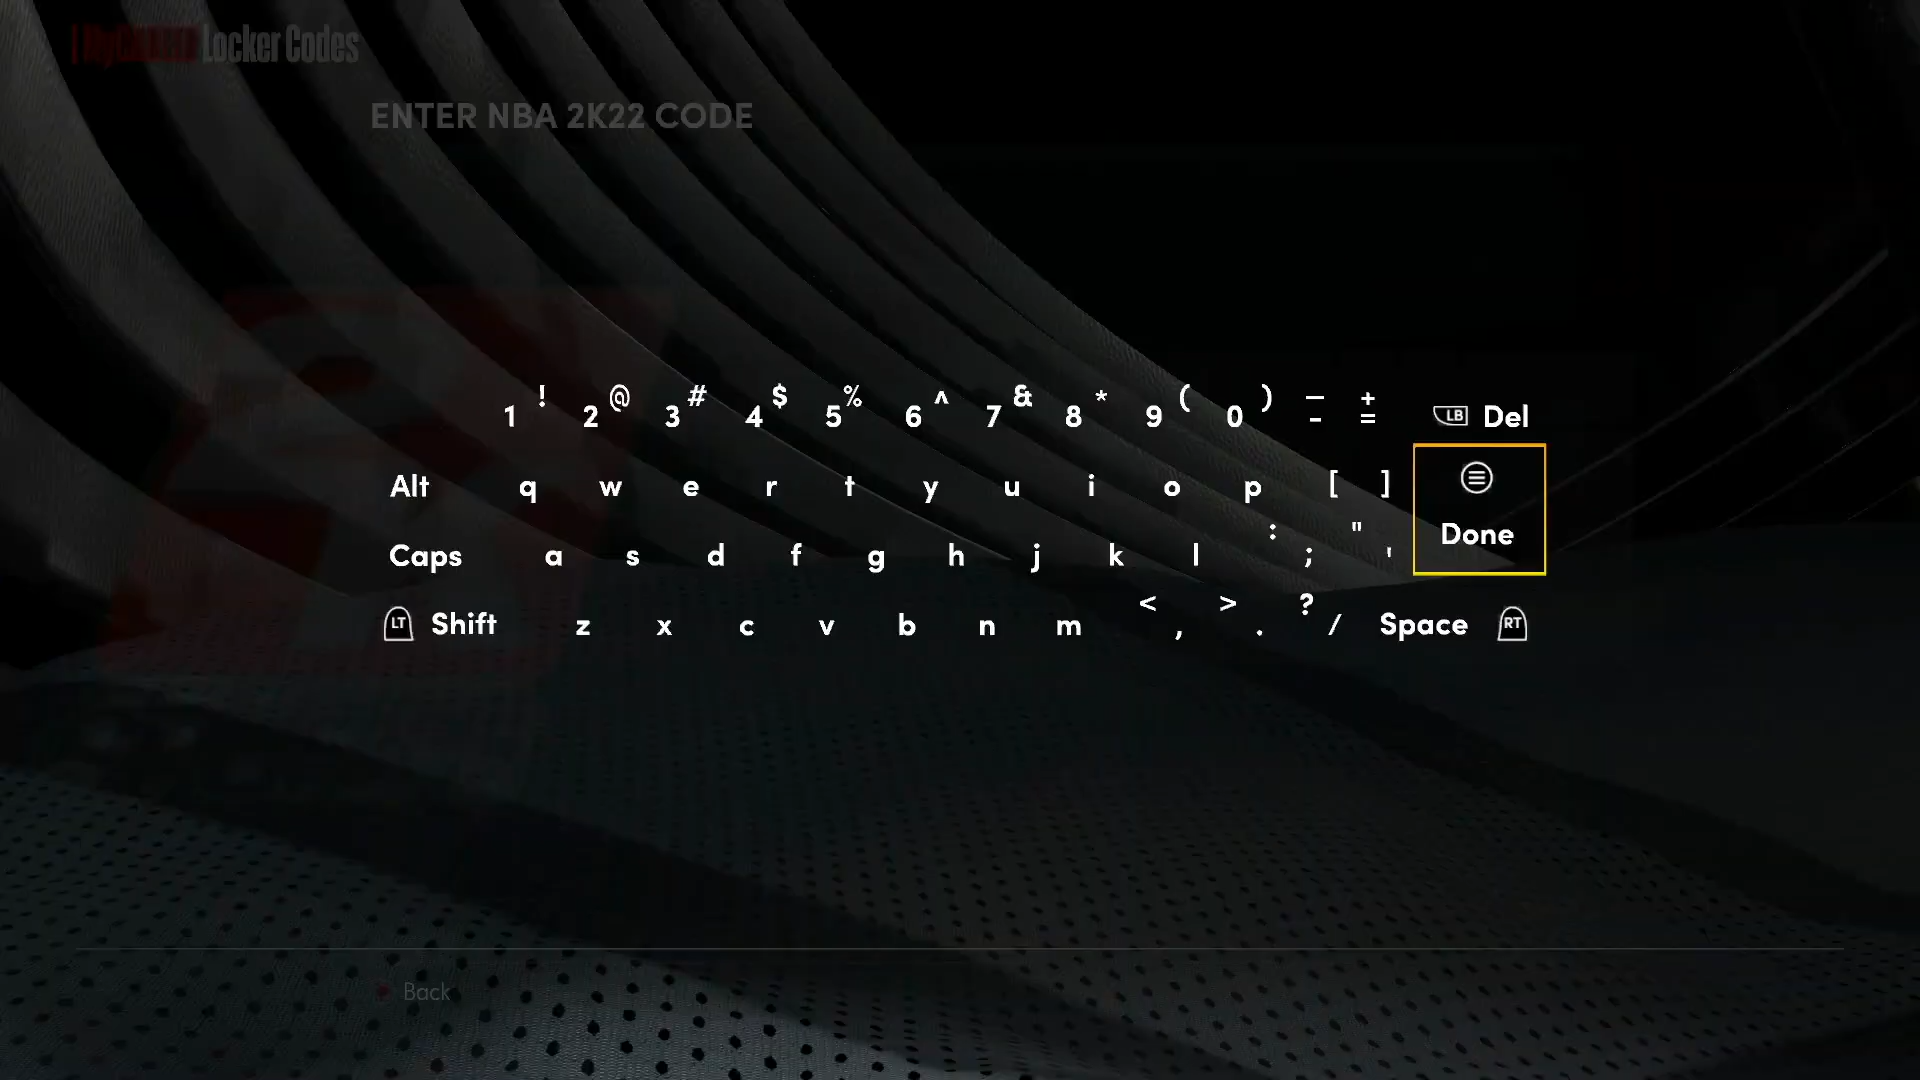 MyCAREER Locker Codes
ENTER NBA 2K22 CODE
1 ! 2 @ 3 # 4 $ 5 % 6 ^ 7 & 8 * 9 ( 0 ) - _ = + LB Del
Alt q w e r t y u i o p [ ] Done
Caps a s d f g h j k l ; : ' "
LT Shift z x c v b n m , < . > / ? Space RT
Back